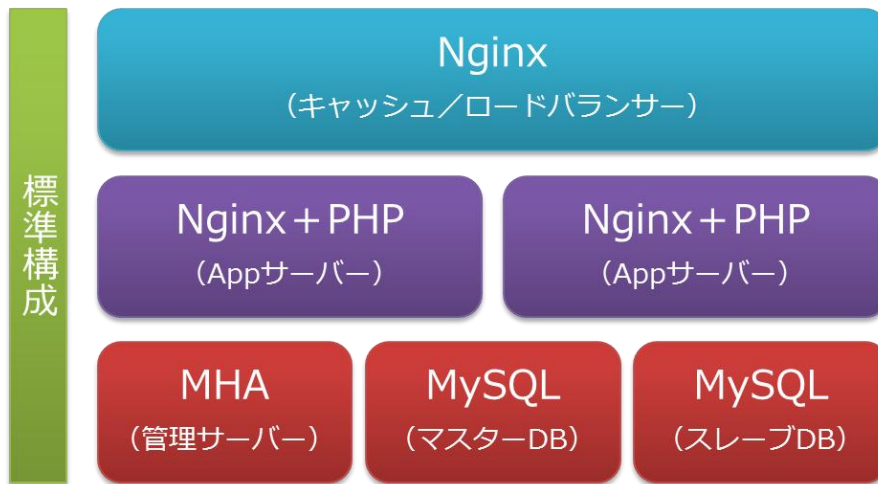 標準構成
Nginx
（キャッシュ／ロードバランサー）
Nginx＋PHP
（Appサーバー）
Nginx＋PHP
（Appサーバー）
MHA
（管理サーバー）
MySQL
（マスターDB）
MySQL
（スレーブDB）